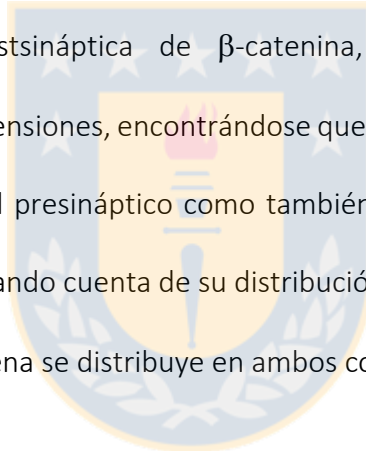 stsináptica de β-catenina,
ensiones, encontrándose que
l presináptico como también
ando cuenta de su distribució
ena se distribuye en ambos co